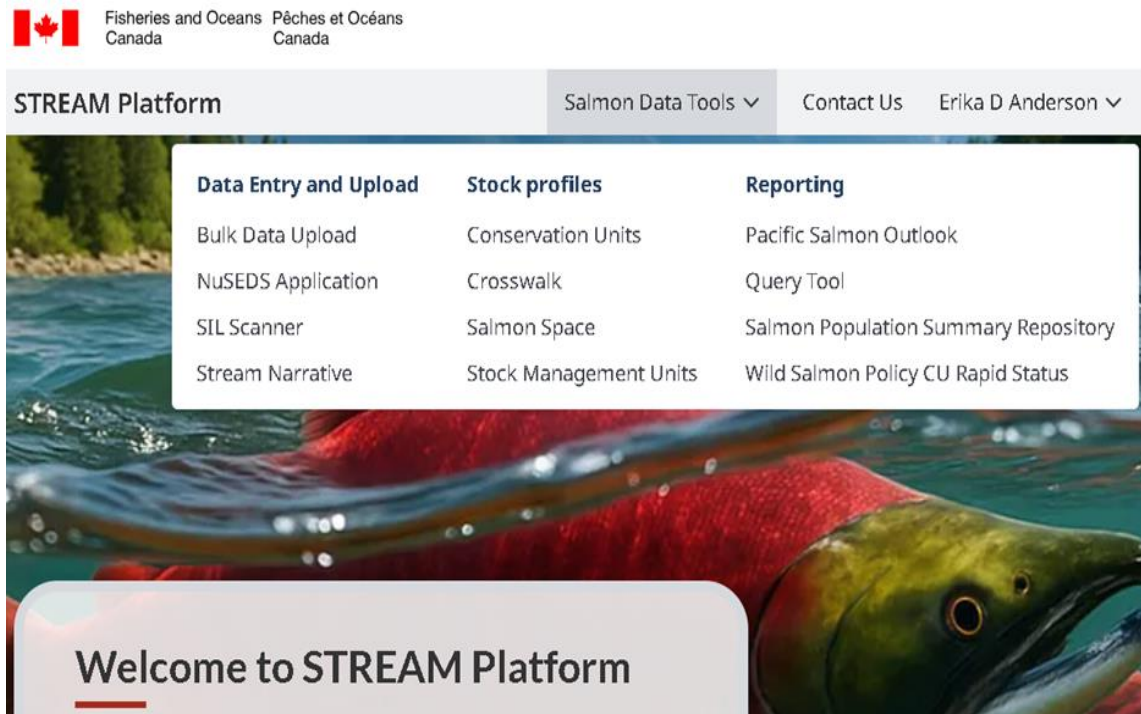 Fisheries and Oceans Pêches et Océans
Canada Canada
STREAM Platform Salmon Data Tools Contact Us Erika D Anderson
Data Entry and Upload
Bulk Data Upload
NuSEDS Application
SIL Scanner
Stream Narrative
Stock profiles
Conservation Units
Crosswalk
Salmon Space
Stock Management Units
Reporting
Pacific Salmon Outlook
Query Tool
Salmon Population Summary Repository
Wild Salmon Policy CU Rapid Status
Welcome to STREAM Platform